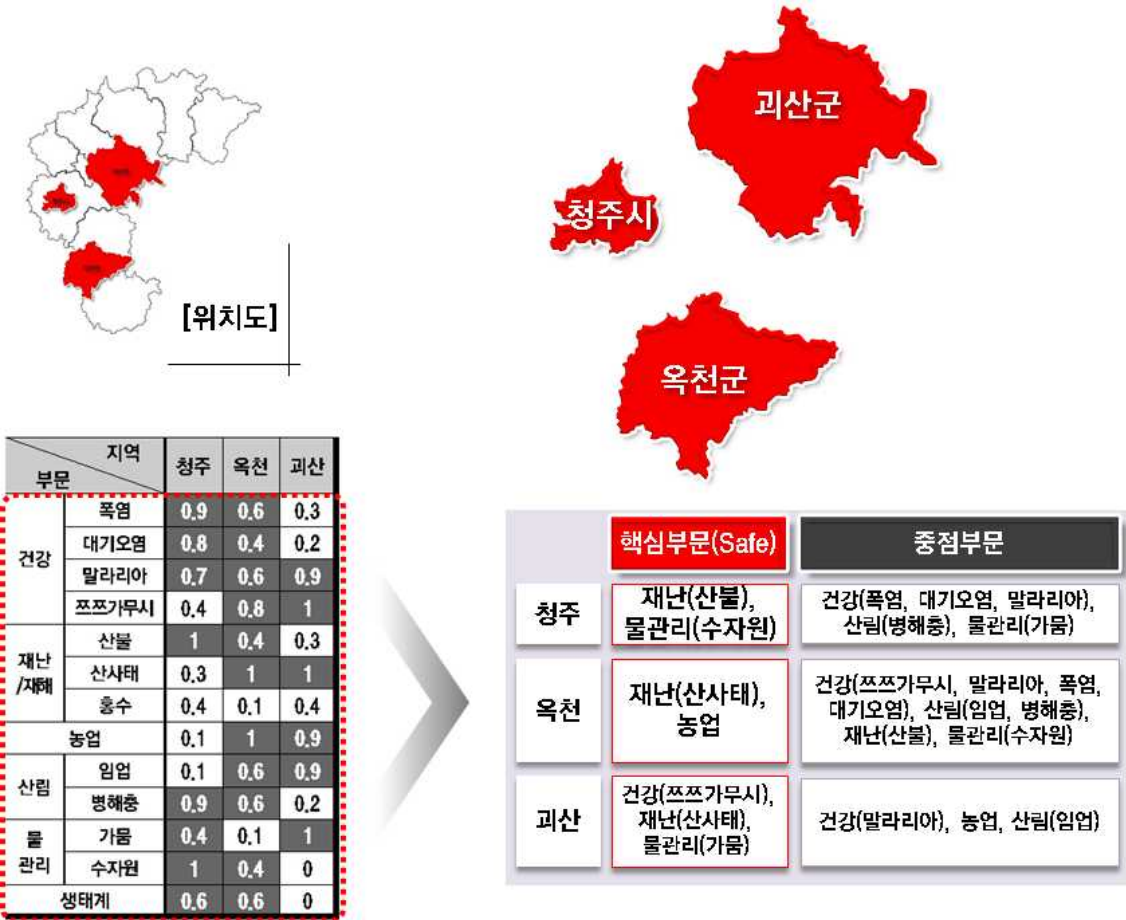 괴산군
청주시
[위치도]
옥천군
부문 지역 청주 옥천 괴산
건강 폭염 0.9 0.6 0.3
대기오염 0.8 0.4 0.2
말라리아 0.7 0.6 0.9
쯔쯔가무시 0.4 0.8 1
재난/재해 산불 1 0.4 0.3
산사태 0.3 1 1
홍수 0.4 0.1 0.4
농업 0.1 1 0.9
산림 임업 0.1 0.6 0.9
병해충 0.9 0.6 0.2
물관리 가뭄 0.4 0.1 1
수자원 1 0.4 0
생태계 0.6 0.6 0
핵심부문(Safe) 중점부문
청주
재난(산불),
물관리(수자원)
건강(폭염, 대기오염, 말라리아),
산림(병해충), 물관리(가뭄)
옥천
재난(산사태),
농업
건강(쯔쯔가무시, 말라리아, 폭염,
대기오염), 산림(임업, 병해충),
재난(산불), 물관리(수자원)
괴산
건강(쯔쯔가무시),
재난(산사태),
물관리(가뭄)
건강(말라리아), 농업, 산림(임업)